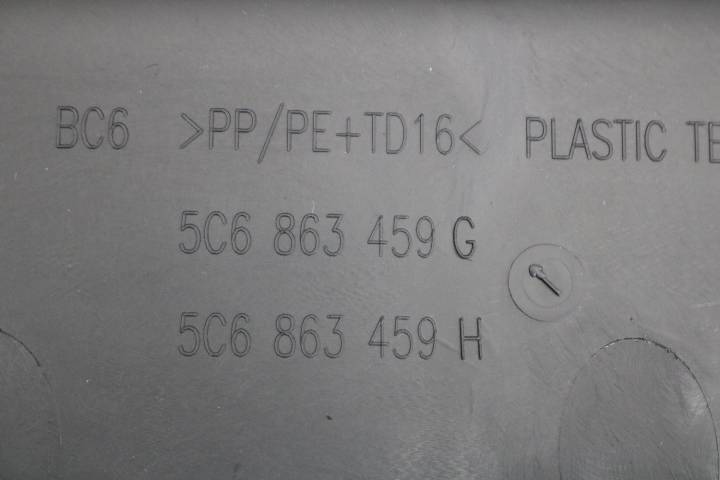 BC6 >PP/PE+TD16< PLASTIC
5C6 863 459 G
5C6 863 459 H